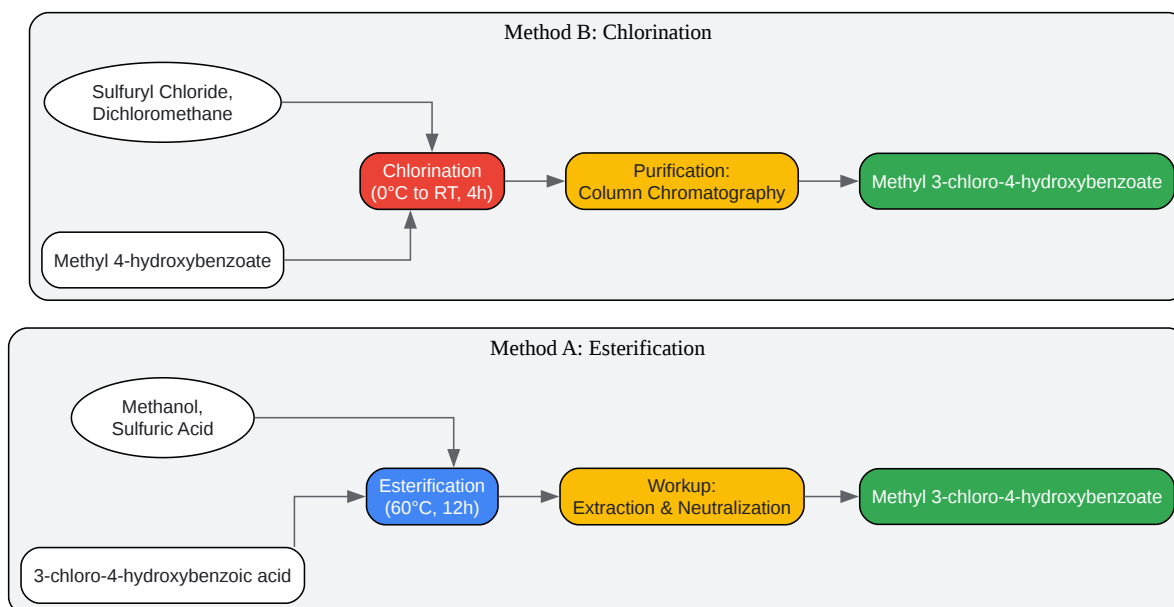 Method B: Chlorination
Sulfuryl Chloride,
Dichloromethane
Chlorination
(0°C to RT, 4h)
Purification:
Column Chromatography
Methyl 3-chloro-4-hydroxybenzoate
Methyl 4-hydroxybenzoate
Method A: Esterification
Methanol,
Sulfuric Acid
Esterification
(60°C, 12h)
Workup:
Extraction & Neutralization
Methyl 3-chloro-4-hydroxybenzoate
3-chloro-4-hydroxybenzoic acid